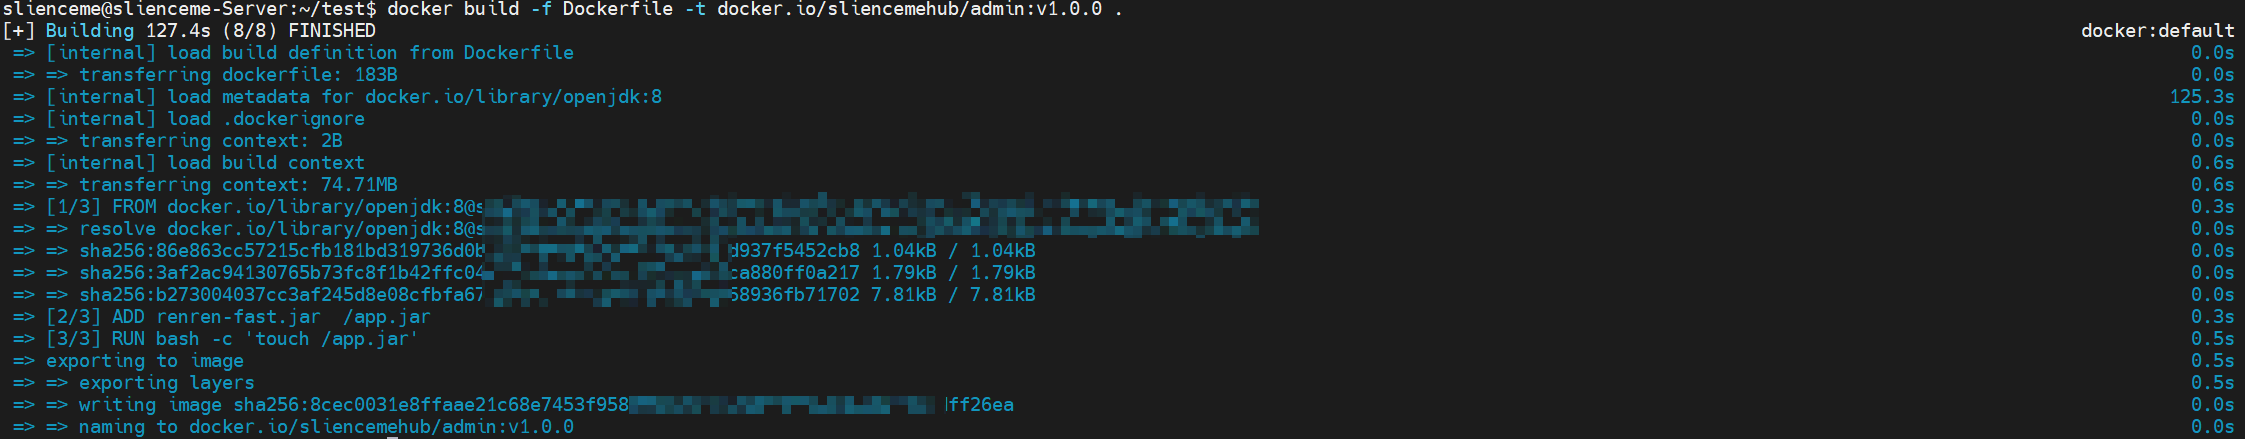 slienceme@slienceme-Server:~/test$ docker build -f Dockerfile -t docker.io/sliencemehub/admin:v1.0.0 .
[+] Building 127.4s (8/8) FINISHED docker:default
=> [internal] load build definition from Dockerfile 0.0s
=> => transferring dockerfile: 183B 0.0s
=> [internal] load metadata for docker.io/library/openjdk:8 125.3s
=> [internal] load .dockerignore 0.0s
=> => transferring context: 2B 0.0s
=> [internal] load build context 0.6s
=> => transferring context: 74.71MB 0.6s
=> [1/3] FROM docker.io/library/openjdk:8@s 0.3s
=> => resolve docker.io/library/openjdk:8@s 0.0s
=> => sha256:86e863cc57215cfb181bd319736d0 d937f5452cb8 1.04kB / 1.04kB 0.0s
=> => sha256:3af2ac94130765b73fc8f1b42ffc04 ca880ff0a217 1.79kB / 1.79kB 0.0s
=> => sha256:b273004037cc3af245d8e08cfbfa67 58936fb71702 7.81kB / 7.81kB 0.0s
=> [2/3] ADD renren-fast.jar  /app.jar 0.3s
=> [3/3] RUN bash -c 'touch /app.jar' 0.5s
=> exporting to image 0.5s
=> => exporting layers 0.5s
=> => writing image sha256:8cec0031e8ffaae21c68e7453f958 ff26ea 0.0s
=> => naming to docker.io/sliencemehub/admin:v1.0.0 0.0s